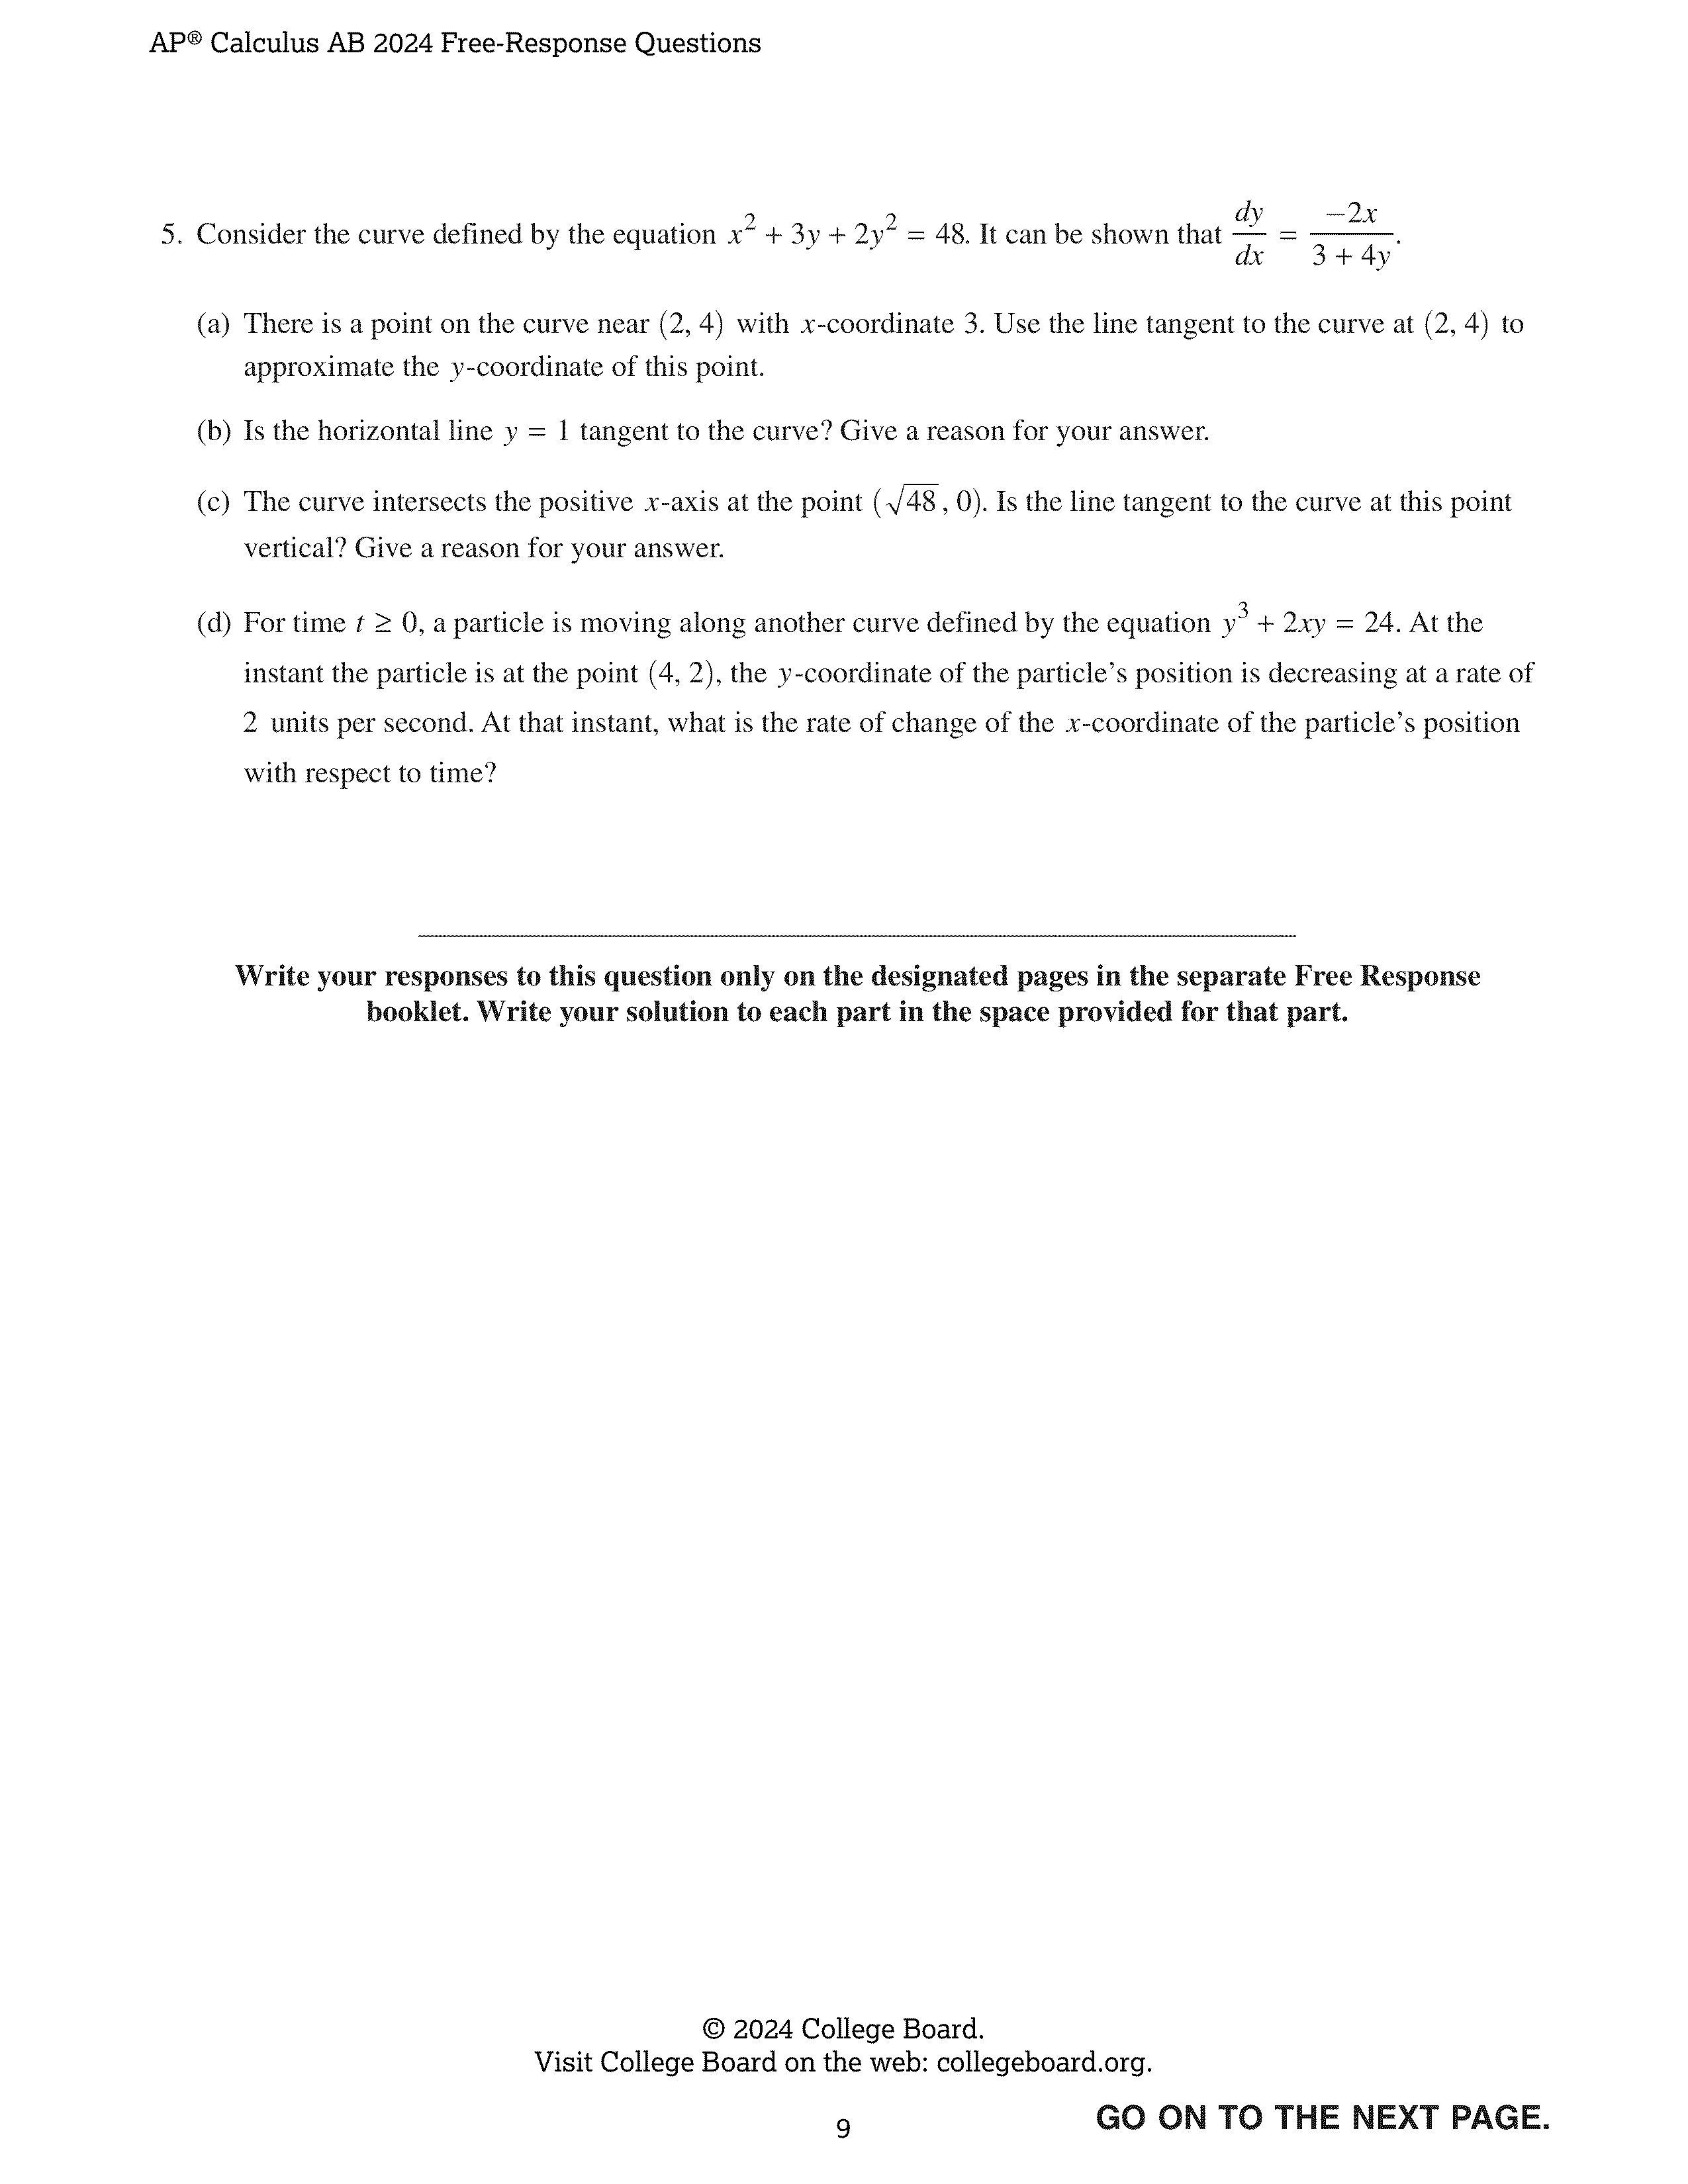 AP® Calculus AB 2024 Free-Response Questions
5. Consider the curve defined by the equation x² + 3y + 2y² = 48. It can be shown that dy/dx = −2x/(3 + 4y).
(a) There is a point on the curve near (2, 4) with x-coordinate 3. Use the line tangent to the curve at (2, 4) to
approximate the y-coordinate of this point.
(b) Is the horizontal line y = 1 tangent to the curve? Give a reason for your answer.
(c) The curve intersects the positive x-axis at the point (√48, 0). Is the line tangent to the curve at this point
vertical? Give a reason for your answer.
(d) For time t ≥ 0, a particle is moving along another curve defined by the equation y³ + 2xy = 24. At the
instant the particle is at the point (4, 2), the y-coordinate of the particle’s position is decreasing at a rate of
2 units per second. At that instant, what is the rate of change of the x-coordinate of the particle’s position
with respect to time?
Write your responses to this question only on the designated pages in the separate Free Response
booklet. Write your solution to each part in the space provided for that part.
© 2024 College Board.
Visit College Board on the web: collegeboard.org.
GO ON TO THE NEXT PAGE.
9